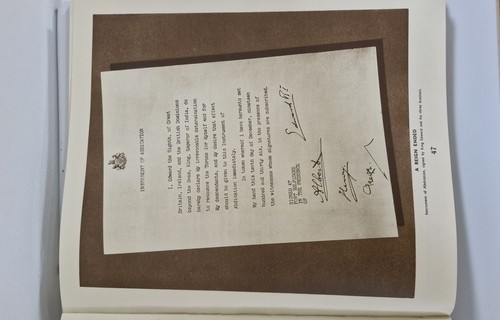 INSTRUMENT OF ABDICATION
I, Edward the Eighth, of Great
Britain, Ireland, and the British Dominions
beyond the Seas, King, Emperor of India, do
hereby declare My irrevocable determination
to renounce the Throne for Myself and for
My descendants, and My desire that effect
should be given to this Instrument of
Abdication immediately.
In token whereof I have hereunto set
My hand this tenth day of December, nineteen
hundred and thirty six, in the presence of
the witnesses whose signatures are subscribed.
Edward RI
SIGNED AT
FORT BELVEDERE
IN THE PRESENCE
OF
Albert
Henry
George
A REIGN ENDED
Instrument of Abdication, signed by King Edward and his three brothers.
47